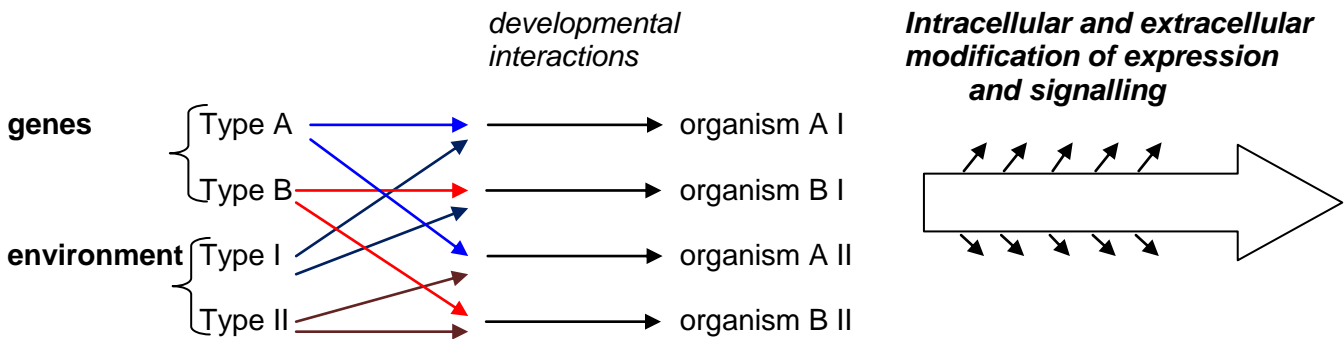 developmental
interactions
Intracellular and extracellular
modification of expression
and signalling
genes
Type A
organism A I
Type B
organism B I
environment
Type I
organism A II
Type II
organism B II